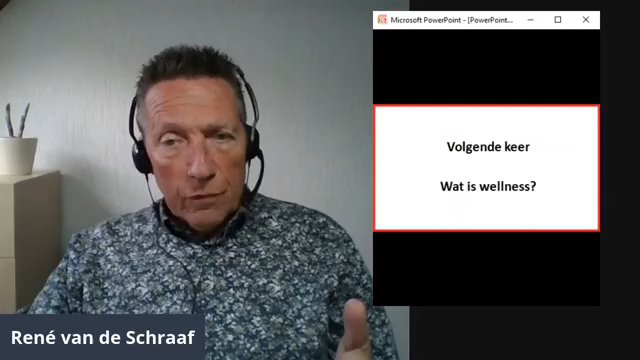 Microsoft PowerPoint - [PowerPoint...
Volgende keer
Wat is wellness?
René van de Schraaf